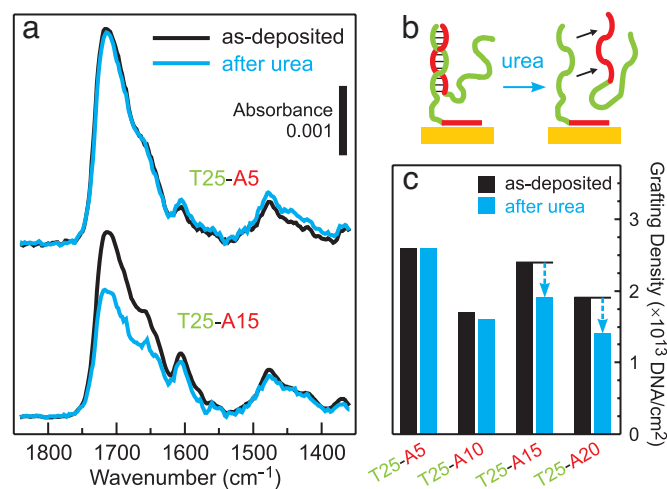 a
as-deposited
after urea
Absorbance
0.001
T25-A5
T25-A15
1800
1700
1600
1500
1400
Wavenumber (cm⁻¹)
b
urea
c
as-deposited
after urea
3
2
1
0
Grafting Density (×10¹³ DNA/cm²)
T25-A5
T25-A10
T25-A15
T25-A20